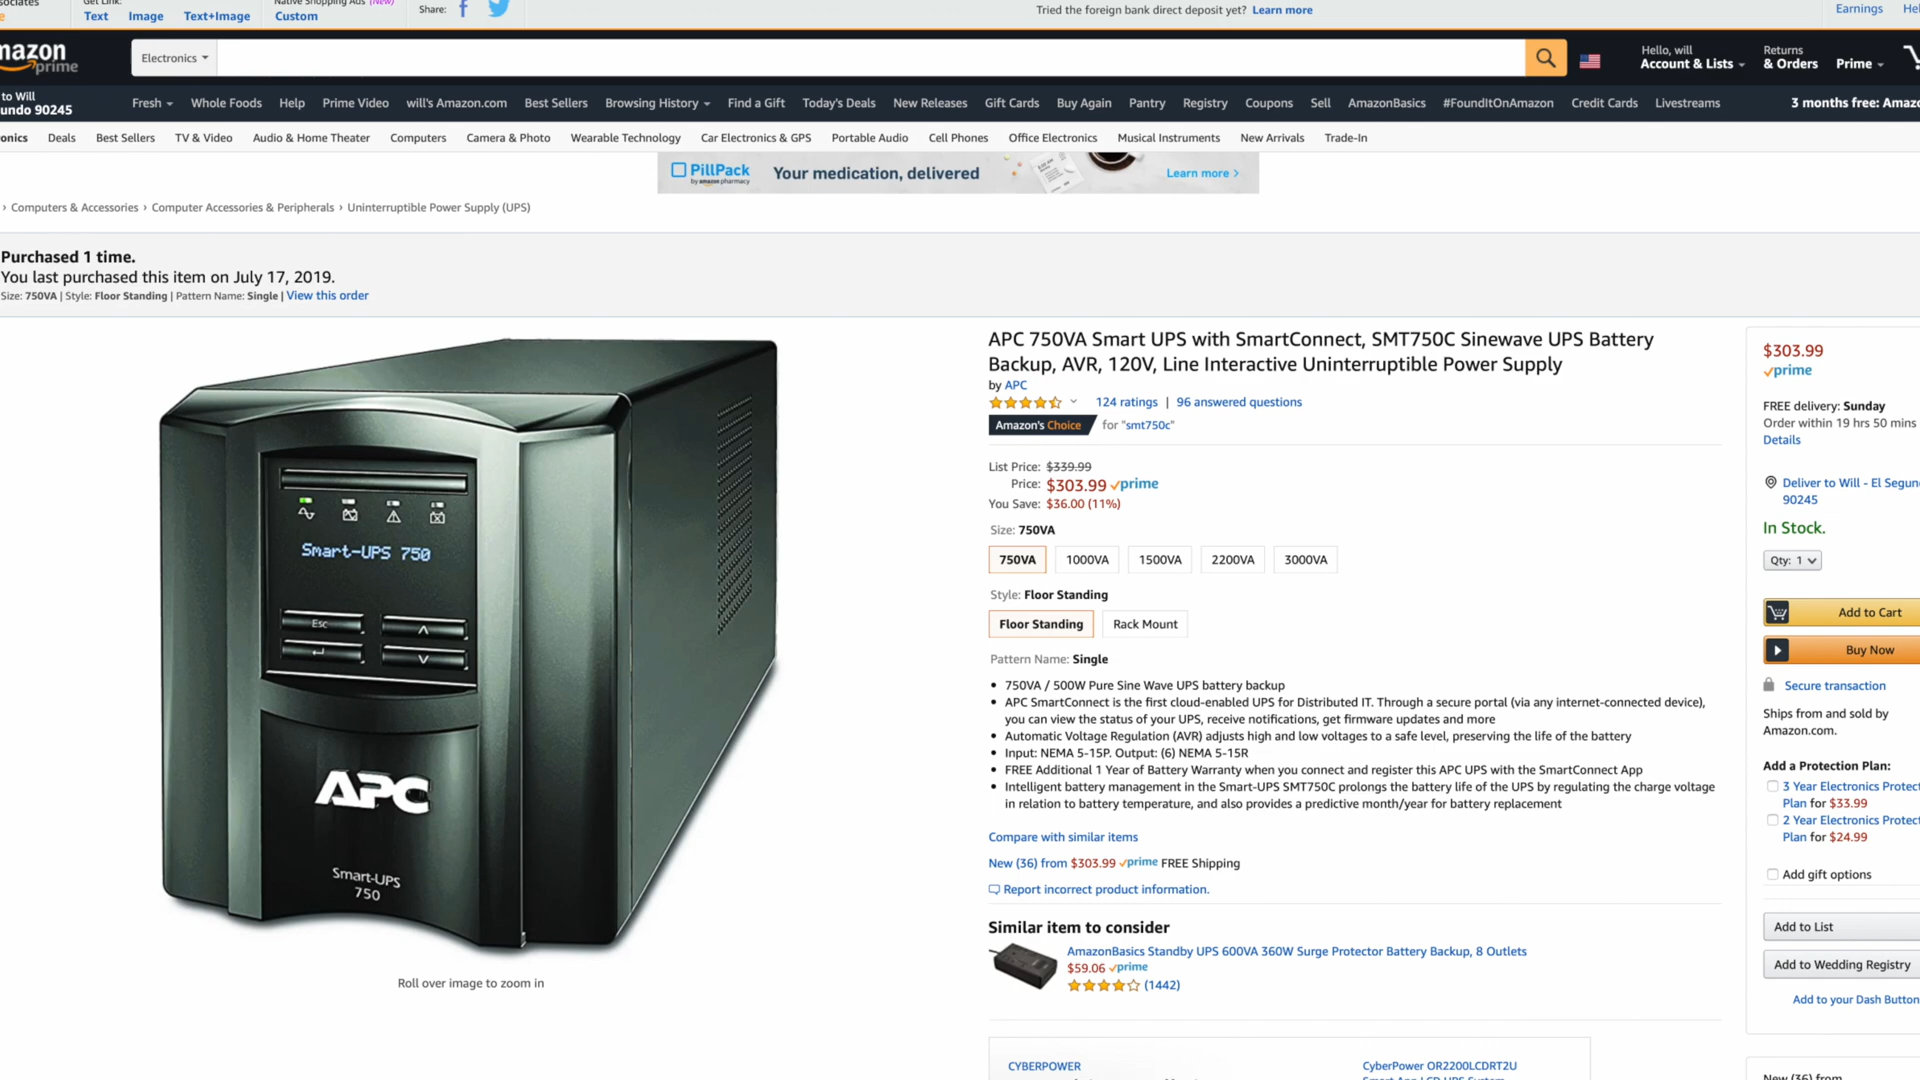 Get Link:
Text Image Text+Image
Native Shopping Ads (New)
Custom
Share:
Tried the foreign bank direct deposit yet? Learn more
Earnings
prime
Electronics
Hello, will
Account & Lists
Returns
& Orders
Prime
to Will
90245
Fresh Whole Foods Help Prime Video will's Amazon.com Best Sellers Browsing History Find a Gift Today's Deals New Releases Gift Cards Buy Again Pantry Registry Coupons Sell AmazonBasics #FoundItOnAmazon Credit Cards Livestreams
3 months free:
Deals Best Sellers TV & Video Audio & Home Theater Computers Camera & Photo Wearable Technology Car Electronics & GPS Portable Audio Cell Phones Office Electronics Musical Instruments New Arrivals Trade-In
PillPack
by amazon pharmacy
Your medication, delivered
Learn more >
› Computers & Accessories › Computer Accessories & Peripherals › Uninterruptible Power Supply (UPS)
Purchased 1 time.
You last purchased this item on July 17, 2019.
Size: 750VA | Style: Floor Standing | Pattern Name: Single | View this order
Smart-UPS 750
Esc
APC
Smart-UPS
750
Roll over image to zoom in
APC 750VA Smart UPS with SmartConnect, SMT750C Sinewave UPS Battery
Backup, AVR, 120V, Line Interactive Uninterruptible Power Supply
by APC
124 ratings | 96 answered questions
Amazon's Choice for "smt750c"
List Price: $339.99
Price: $303.99 prime
You Save: $36.00 (11%)
Size: 750VA
750VA 1000VA 1500VA 2200VA 3000VA
Style: Floor Standing
Floor Standing Rack Mount
Pattern Name: Single
• 750VA / 500W Pure Sine Wave UPS battery backup
• APC SmartConnect is the first cloud-enabled UPS for Distributed IT. Through a secure portal (via any internet-connected device),
you can view the status of your UPS, receive notifications, get firmware updates and more
• Automatic Voltage Regulation (AVR) adjusts high and low voltages to a safe level, preserving the life of the battery
• Input: NEMA 5-15P. Output: (6) NEMA 5-15R
• FREE Additional 1 Year of Battery Warranty when you connect and register this APC UPS with the SmartConnect App
• Intelligent battery management in the Smart-UPS SMT750C prolongs the battery life of the UPS by regulating the charge voltage
in relation to battery temperature, and also provides a predictive month/year for battery replacement
Compare with similar items
New (36) from $303.99 prime FREE Shipping
Report incorrect product information.
Similar item to consider
AmazonBasics Standby UPS 600VA 360W Surge Protector Battery Backup, 8 Outlets
$59.06 prime
(1442)
CYBERPOWER
CyberPower OR2200LCDRT2U
$303.99
prime
FREE delivery: Sunday
Order within 19 hrs 50 mins
Details
Deliver to Will - El Segun
90245
In Stock.
Qty: 1
Add to Cart
Buy Now
Secure transaction
Ships from and sold by
Amazon.com.
Add a Protection Plan:
3 Year Electronics Protec
Plan for $33.99
2 Year Electronics Protec
Plan for $24.99
Add gift options
Add to List
Add to Wedding Registry
Add to your Dash Button